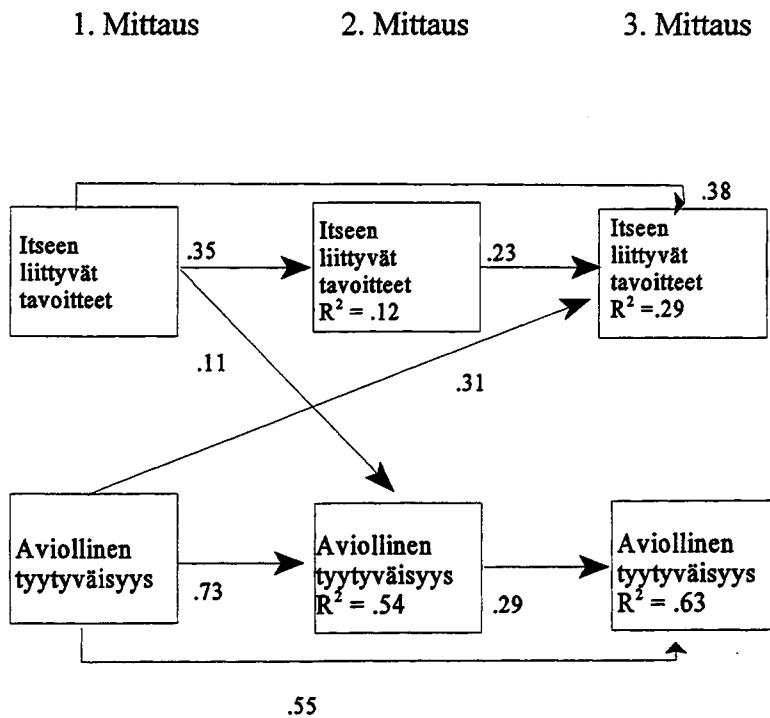 1. Mittaus 2. Mittaus 3. Mittaus
.38
Itseen
liittyvät
tavoitteet
.35
Itseen
liittyvät
tavoitteet
R² = .12
.23
Itseen
liittyvät
tavoitteet
R² =.29
.11
.31
Aviollinen
tyytyväisyys
.73
Aviollinen
tyytyväisyys
R² = .54
.29
Aviollinen
tyytyväisyys
R² = .63
.55